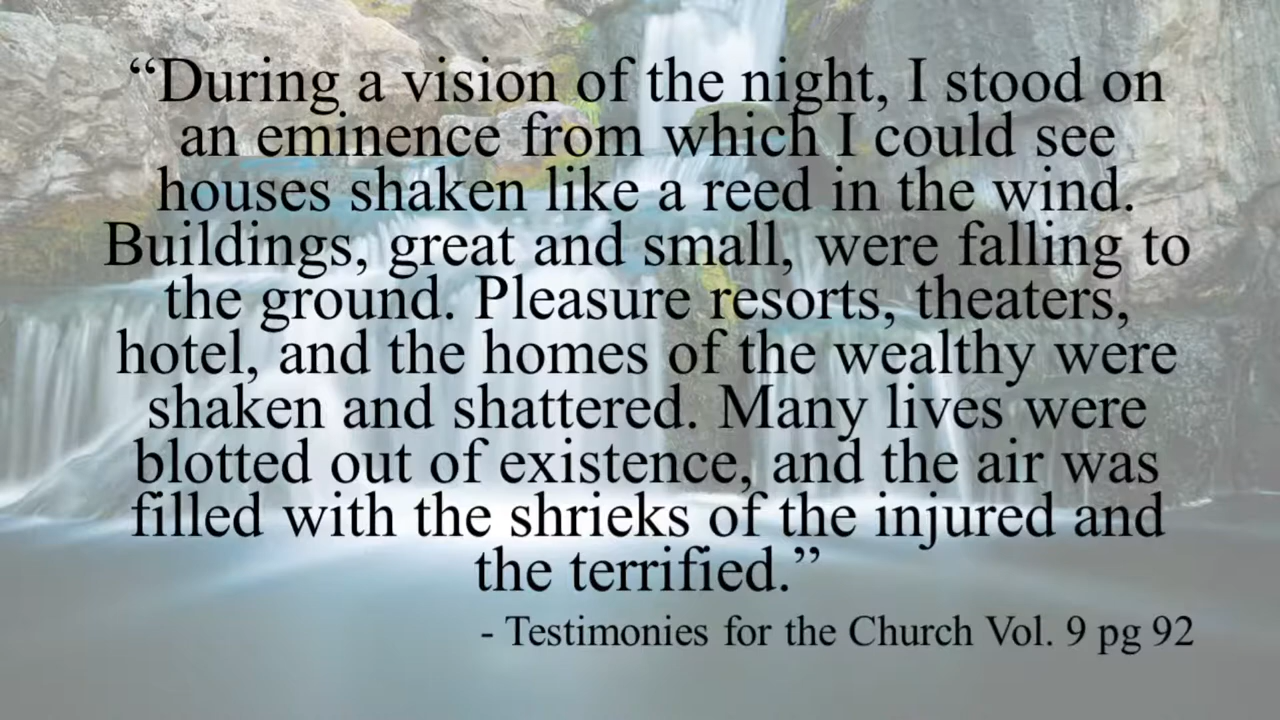 “During a vision of the night, I stood on
an eminence from which I could see
houses shaken like a reed in the wind.
Buildings, great and small, were falling to
the ground. Pleasure resorts, theaters,
hotel, and the homes of the wealthy were
shaken and shattered. Many lives were
blotted out of existence, and the air was
filled with the shrieks of the injured and
the terrified.”
- Testimonies for the Church Vol. 9 pg 92